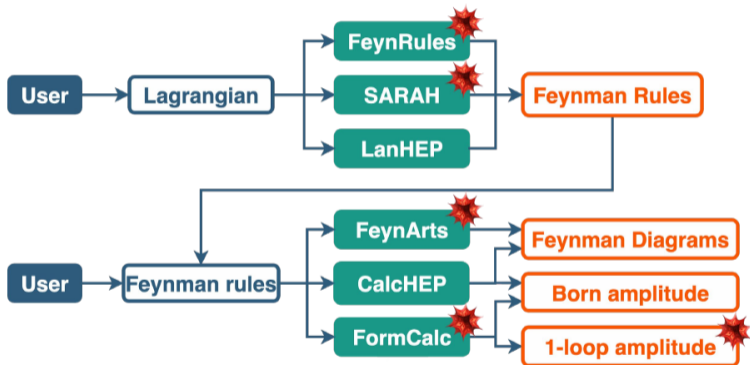 FeynRules
User
Lagrangian
SARAH
Feynman Rules
LanHEP
FeynArts
Feynman Diagrams
User
Feynman rules
CalcHEP
Born amplitude
FormCalc
1-loop amplitude